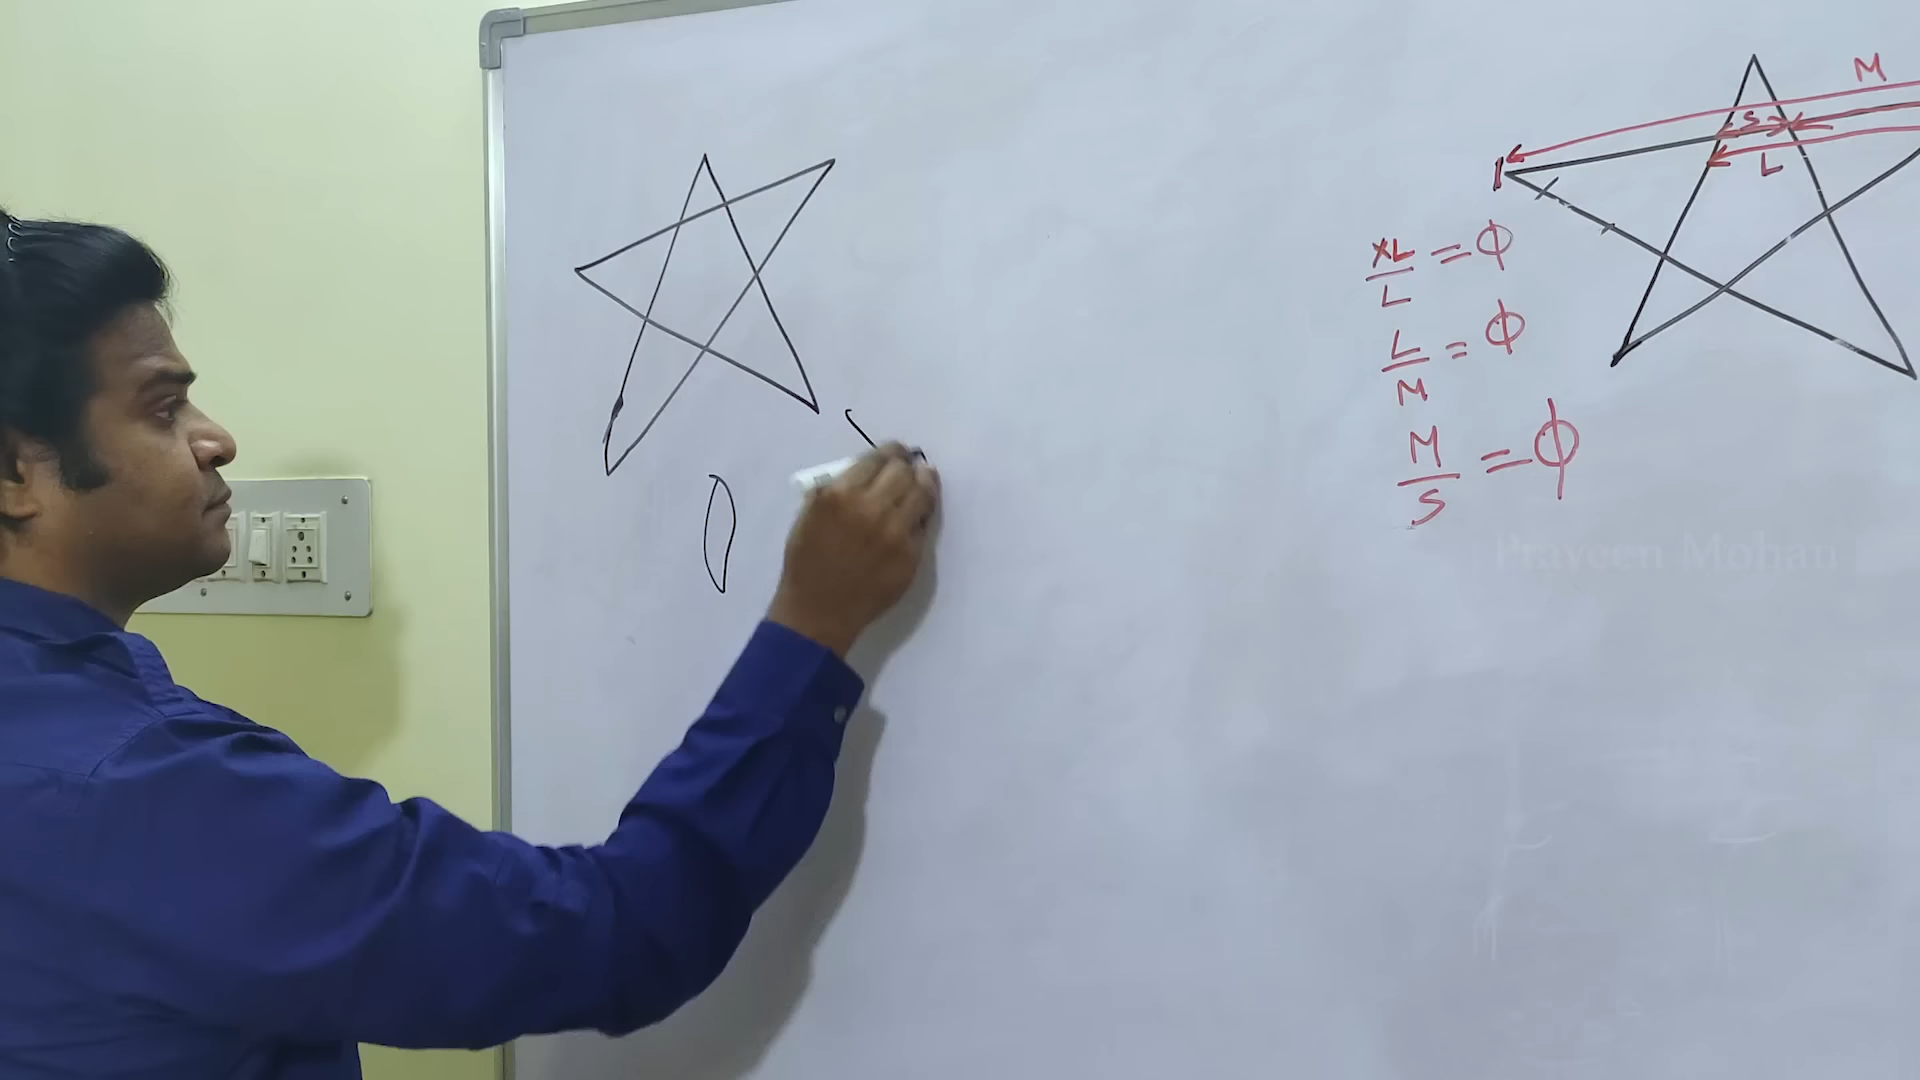 M
S
L
XL/L = Φ
L/M = Φ
M/S = Φ
Praveen Mohan